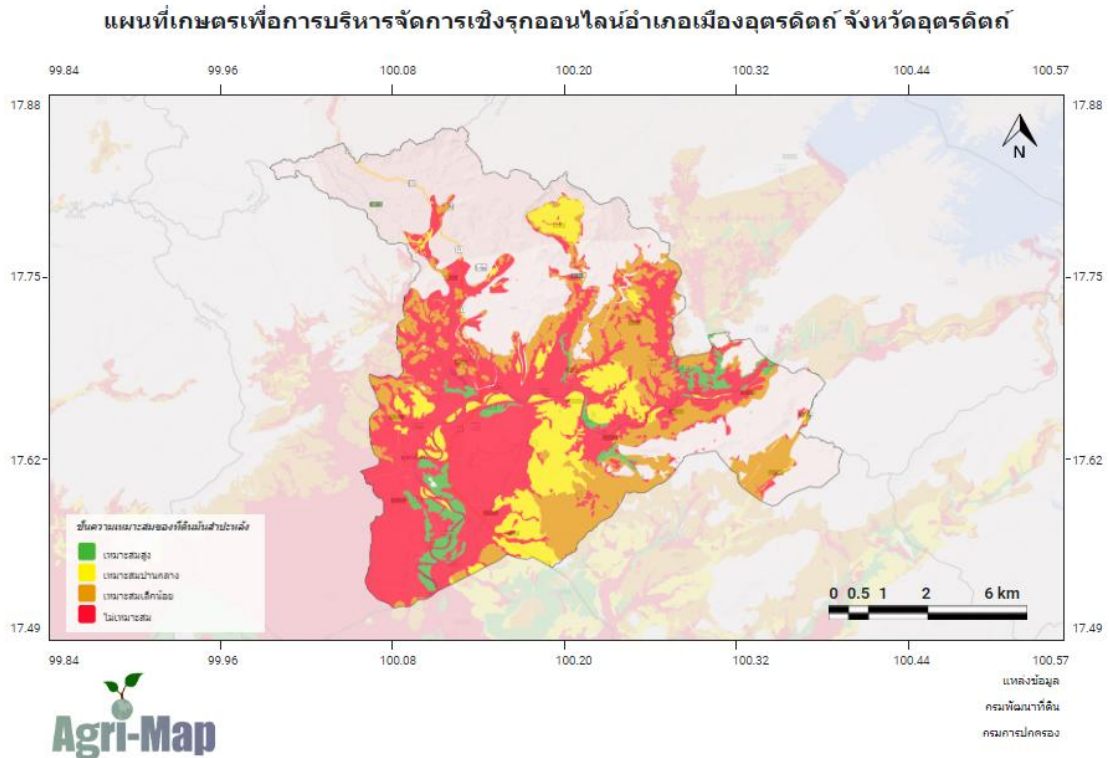 แผนที่เกษตรเพื่อการบริหารจัดการเชิงรุกออนไลน์อำเภอเมืองอุตรดิตถ์ จังหวัดอุตรดิตถ์
99.84 99.96 100.08 100.20 100.32 100.44 100.57
17.88 17.88
N
17.75 17.75
17.62 17.62
ชั้นความเหมาะสมของที่ดินมันสำปะหลัง
เหมาะสมสูง
เหมาะสมปานกลาง
เหมาะสมเล็กน้อย
ไม่เหมาะสม
0 0.5 1 2 6 km
17.49 17.49
99.84 99.96 100.08 100.20 100.32 100.44 100.57
แหล่งข้อมูล
กรมพัฒนาที่ดิน
กรมการปกครอง
Agri-Map